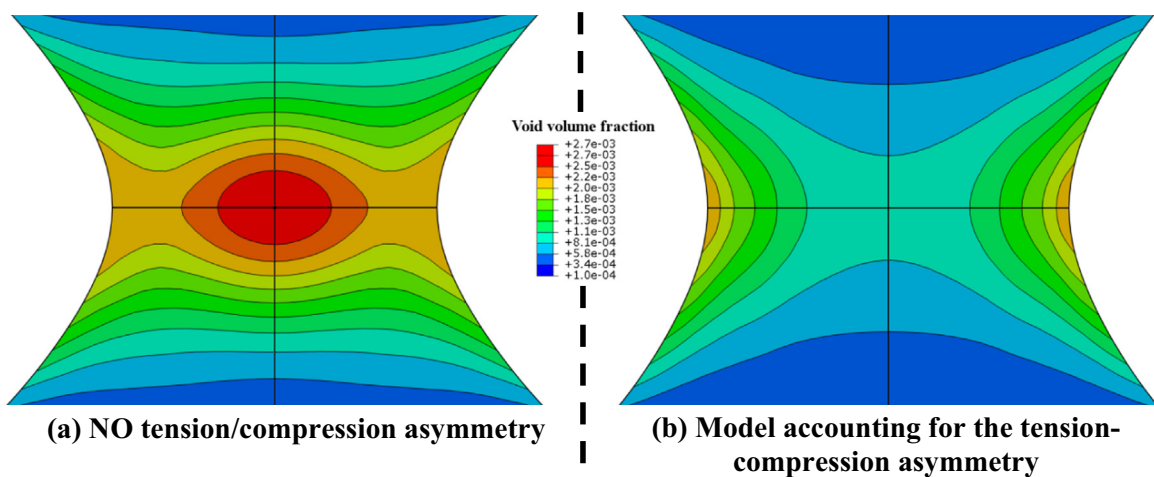 Void volume fraction
+2.7e-03
+2.7e-03
+2.5e-03
+2.2e-03
+2.0e-03
+1.8e-03
+1.5e-03
+1.3e-03
+1.1e-03
+8.1e-04
+5.8e-04
+3.4e-04
+1.0e-04
(a) NO tension/compression asymmetry
(b) Model accounting for the tension-
compression asymmetry